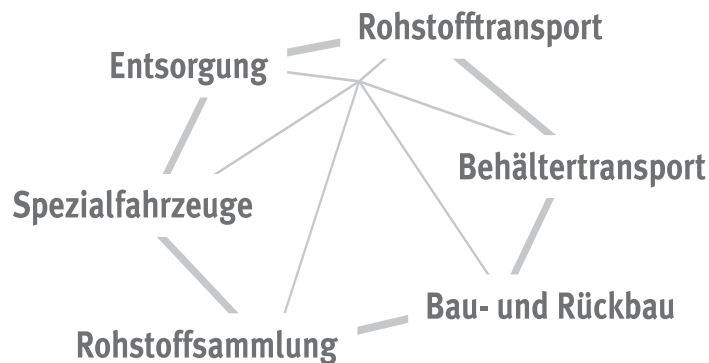 Rohstofftransport
Entsorgung
Behältertransport
Spezialfahrzeuge
Bau- und Rückbau
Rohstoffsammlung